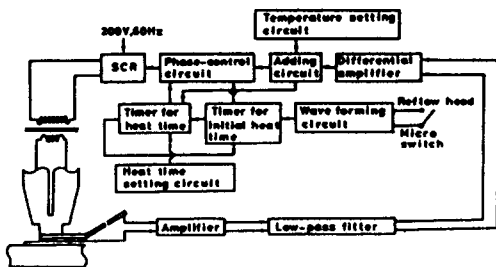 200V,60Hz
Temperature setting circuit
SCR
Phase-control
circuit
Adding
circuit
Differential
amplifier
Timer for
heat time
Timer for
initial heat
time
Wave forming
circuit
Reflow head
Micro
switch
Heat time
setting circuit
Amplifier
Low-pass fitter